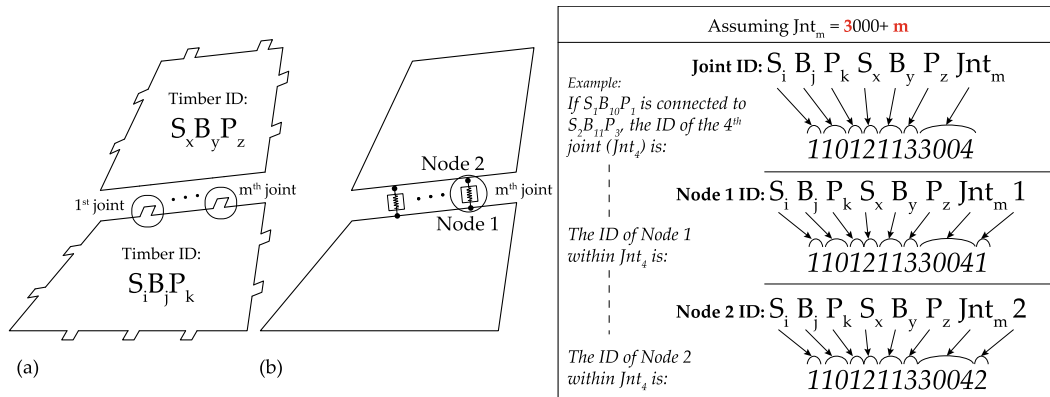 Timber ID:
SxByPz
1st joint
mth joint
Timber ID:
SiBjPk
(a)
Node 2
mth joint
Node 1
(b)
Assuming Jntm = 3000+ m
Joint ID: Si Bj Pk Sx By Pz Jntm
Example:
If S1B10P1 is connected to
S2B11P3, the ID of the 4th
joint (Jnt4) is:
110121133004
Node 1 ID: Si Bj Pk Sx By Pz Jntm 1
The ID of Node 1
within Jnt4 is:
1101211330041
Node 2 ID: Si Bj Pk Sx By Pz Jntm 2
The ID of Node 2
within Jnt4 is:
1101211330042